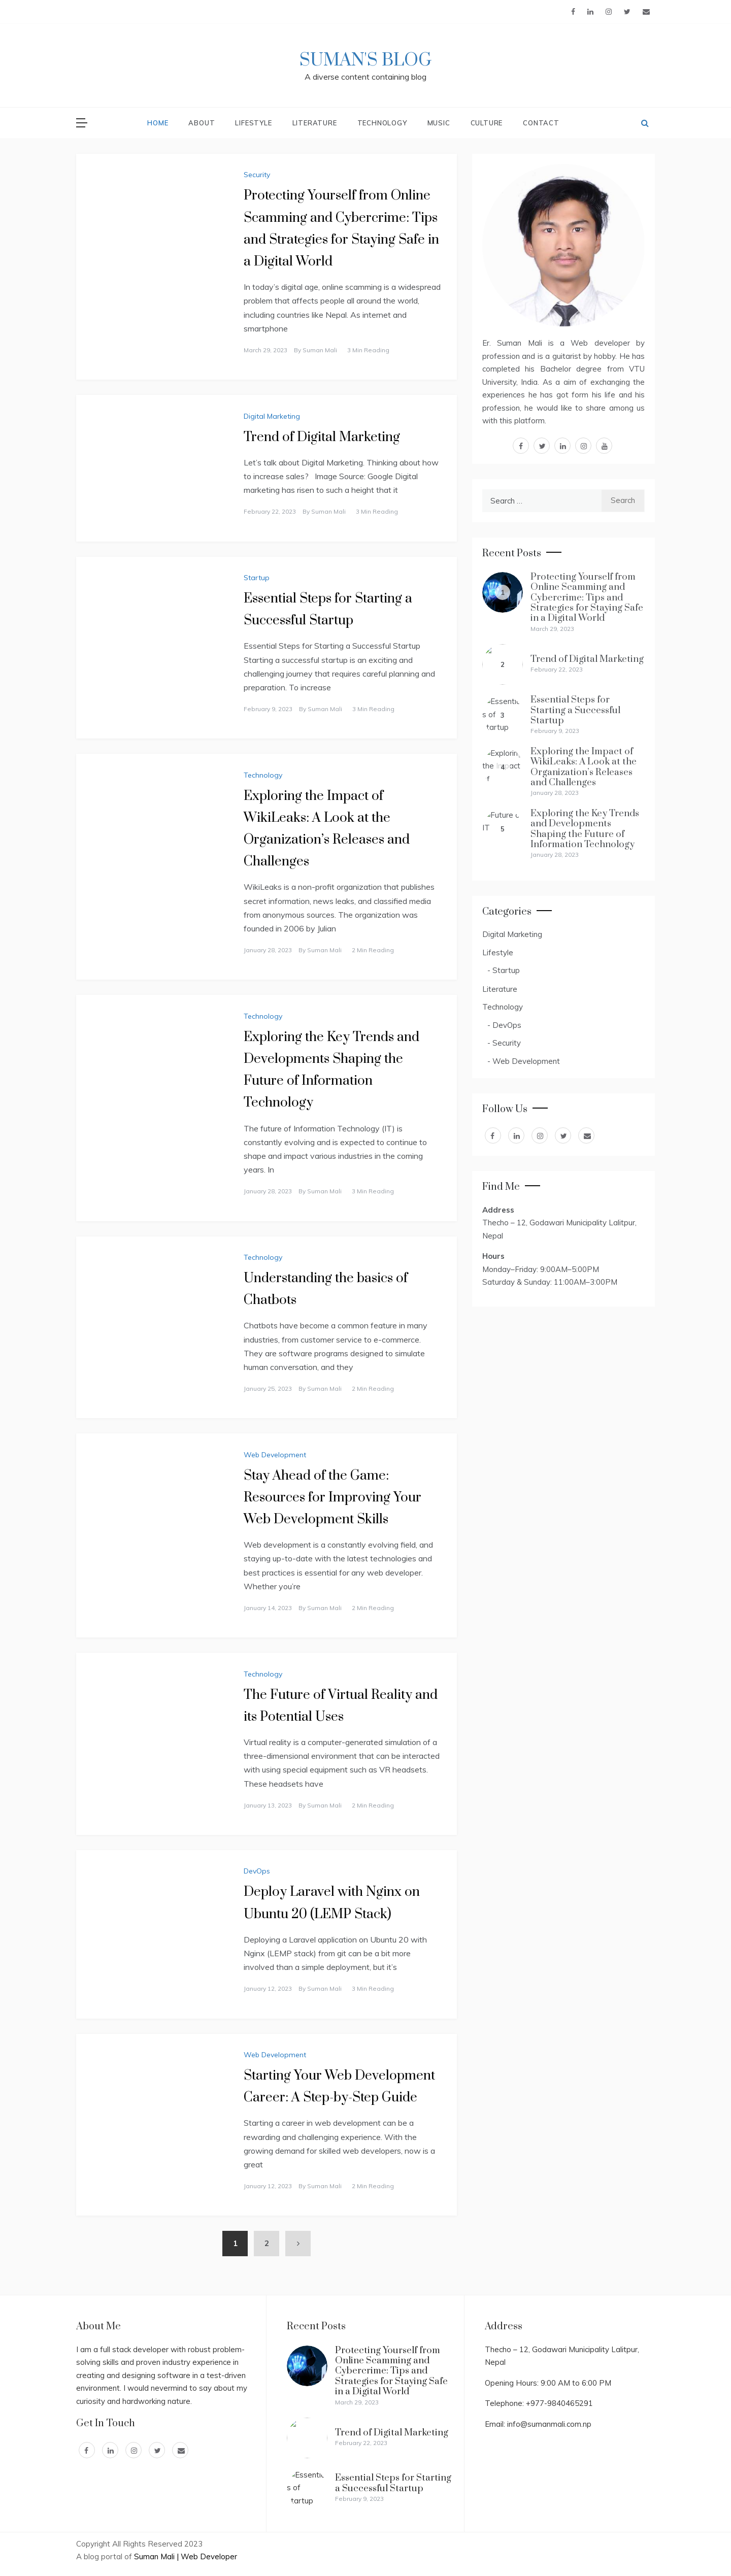 SUMAN'S BLOG
A diverse content containing blog
HOME ABOUT LIFESTYLE LITERATURE TECHNOLOGY MUSIC CULTURE CONTACT
Security
Protecting Yourself from Online
Scamming and Cybercrime: Tips
and Strategies for Staying Safe in
a Digital World
In today's digital age, online scamming is a widespread
problem that affects people all around the world,
including countries like Nepal. As internet and
smartphone
March 29, 2023 By Suman Mali 3 Min Reading
Digital Marketing
Trend of Digital Marketing
Let's talk about Digital Marketing. Thinking about how
to increase sales? Image Source: Google Digital
marketing has risen to such a height that it
February 22, 2023 By Suman Mali 3 Min Reading
Startup
Essential Steps for Starting a
Successful Startup
Essential Steps for Starting a Successful Startup
Starting a successful startup is an exciting and
challenging journey that requires careful planning and
preparation. To increase
February 9, 2023 By Suman Mali 3 Min Reading
Technology
Exploring the Impact of
WikiLeaks: A Look at the
Organization's Releases and
Challenges
WikiLeaks is a non-profit organization that publishes
secret information, news leaks, and classified media
from anonymous sources. The organization was
founded in 2006 by Julian
January 28, 2023 By Suman Mali 2 Min Reading
Technology
Exploring the Key Trends and
Developments Shaping the
Future of Information
Technology
The future of Information Technology (IT) is
constantly evolving and is expected to continue to
shape and impact various industries in the coming
years. In
January 28, 2023 By Suman Mali 3 Min Reading
Technology
Understanding the basics of
Chatbots
Chatbots have become a common feature in many
industries, from customer service to e-commerce.
They are software programs designed to simulate
human conversation, and they
January 25, 2023 By Suman Mali 2 Min Reading
Web Development
Stay Ahead of the Game:
Resources for Improving Your
Web Development Skills
Web development is a constantly evolving field, and
staying up-to-date with the latest technologies and
best practices is essential for any web developer.
Whether you're
January 14, 2023 By Suman Mali 2 Min Reading
Technology
The Future of Virtual Reality and
its Potential Uses
Virtual reality is a computer-generated simulation of a
three-dimensional environment that can be interacted
with using special equipment such as VR headsets.
These headsets have
January 13, 2023 By Suman Mali 2 Min Reading
DevOps
Deploy Laravel with Nginx on
Ubuntu 20 (LEMP Stack)
Deploying a Laravel application on Ubuntu 20 with
Nginx (LEMP stack) from git can be a bit more
involved than a simple deployment, but it's
January 12, 2023 By Suman Mali 3 Min Reading
Web Development
Starting Your Web Development
Career: A Step-by-Step Guide
Starting a career in web development can be a
rewarding and challenging experience. With the
growing demand for skilled web developers, now is a
great
January 12, 2023 By Suman Mali 2 Min Reading
1 2
Er. Suman Mali is a Web developer by
profession and is a guitarist by hobby. He has
completed his Bachelor degree from VTU
University, India. As a aim of exchanging the
experiences he has got form his life and his
profession, he would like to share among us
with this platform.
Search … Search
Recent Posts
1
Protecting Yourself from
Online Scamming and
Cybercrime: Tips and
Strategies for Staying Safe
in a Digital World
March 29, 2023
2
Trend of Digital Marketing
February 22, 2023
Essentia
s of
tartup
3
Essential Steps for
Starting a Successful
Startup
February 9, 2023
Exploring
the Impact
f
4
Exploring the Impact of
WikiLeaks: A Look at the
Organization's Releases
and Challenges
January 28, 2023
Future o
IT
5
Exploring the Key Trends
and Developments
Shaping the Future of
Information Technology
January 28, 2023
Categories
Digital Marketing
Lifestyle
- Startup
Literature
Technology
- DevOps
- Security
- Web Development
Follow Us
Find Me
Address
Thecho – 12, Godawari Municipality Lalitpur,
Nepal
Hours
Monday–Friday: 9:00AM–5:00PM
Saturday & Sunday: 11:00AM–3:00PM
About Me
I am a full stack developer with robust problem-
solving skills and proven industry experience in
creating and designing software in a test-driven
environment. I would nevermind to say about my
curiosity and hardworking nature.
Get In Touch
Recent Posts
Protecting Yourself from
Online Scamming and
Cybercrime: Tips and
Strategies for Staying Safe
in a Digital World
March 29, 2023
Trend of Digital Marketing
February 22, 2023
Essentia
s of
tartup
Essential Steps for Starting
a Successful Startup
February 9, 2023
Address
Thecho – 12, Godawari Municipality Lalitpur,
Nepal
Opening Hours: 9:00 AM to 6:00 PM
Telephone: +977-9840465291
Email: info@sumanmali.com.np
Copyright All Rights Reserved 2023
A blog portal of Suman Mali | Web Developer